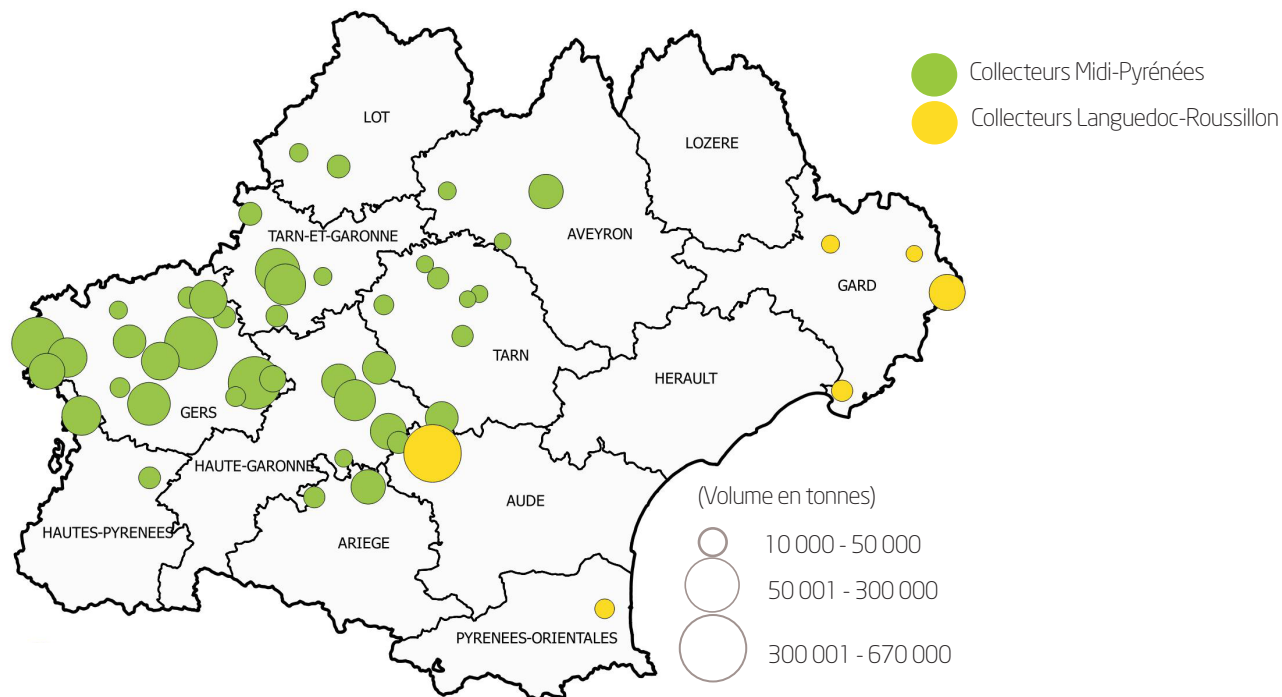 Collecteurs Midi-Pyrénées
Collecteurs Languedoc-Roussillon
LOT
LOZERE
AVEYRON
TARN-ET-GARONNE
GARD
TARN
HERAULT
GERS
HAUTE-GARONNE
AUDE
HAUTES-PYRENEES
ARIEGE
PYRENEES-ORIENTALES
(Volume en tonnes)
10 000 - 50 000
50 001 - 300 000
300 001 - 670 000